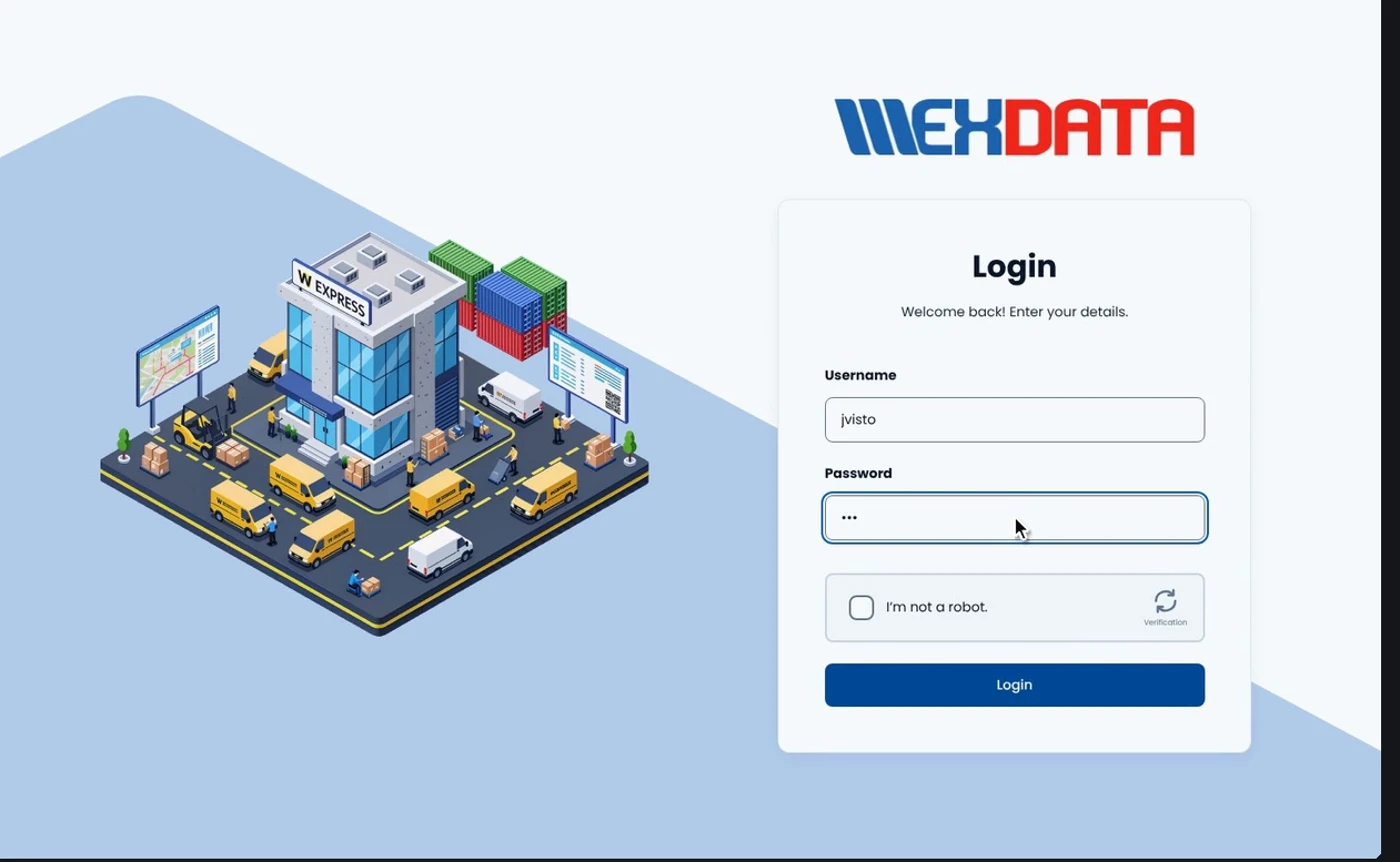 WEXDATA
W EXPRESS
Login
Welcome back! Enter your details.
Username
jvisto
Password
•••
I'm not a robot.
Verification
Login